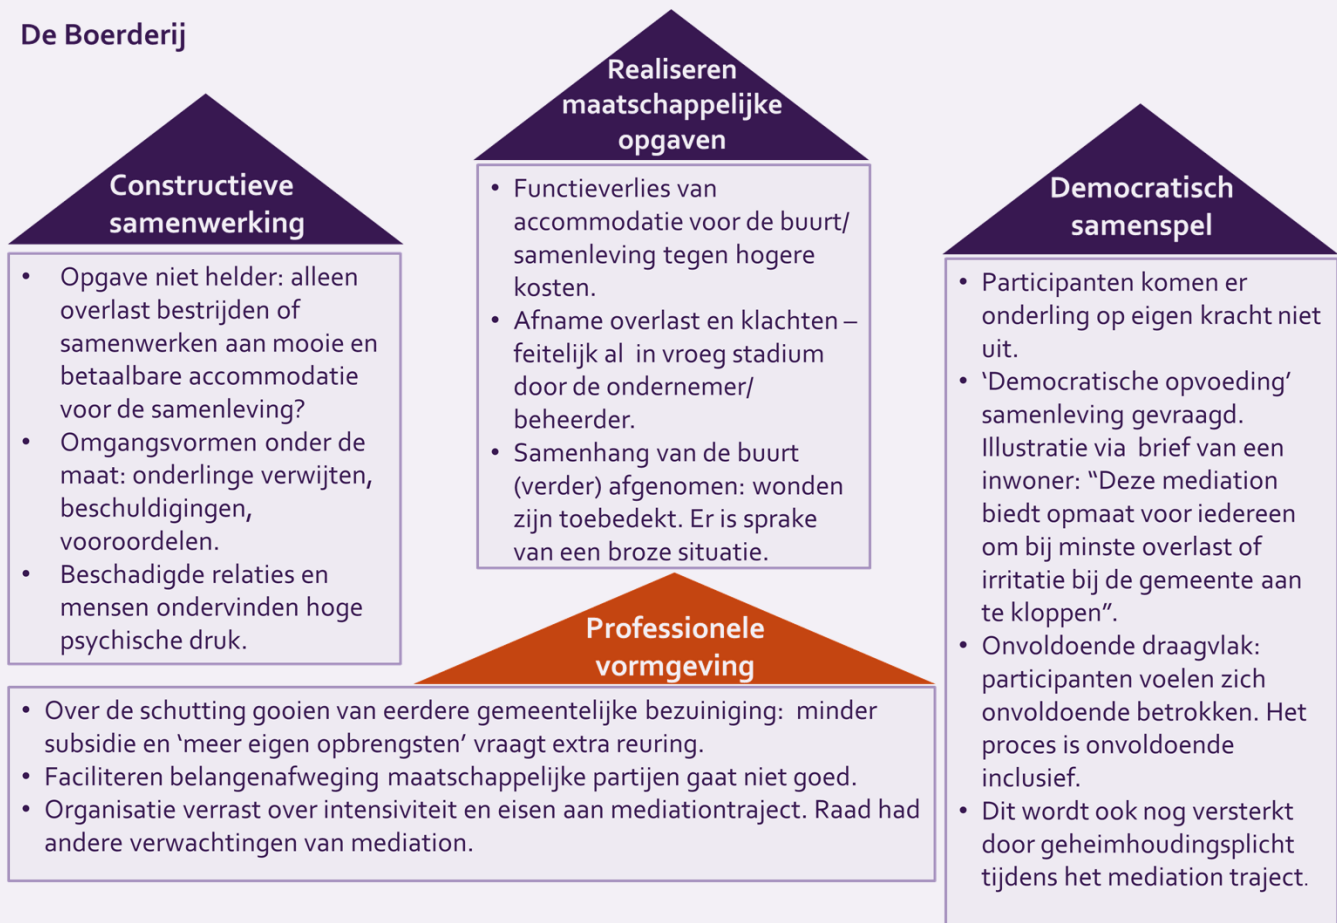 De Boerderij
Constructieve
samenwerking
• Opgave niet helder: alleen
overlast bestrijden of
samenwerken aan mooie en
betaalbare accommodatie
voor de samenleving?
• Omgangsvormen onder de
maat: onderlinge verwijten,
beschuldigingen,
vooroordelen.
• Beschadigde relaties en
mensen ondervinden hoge
psychische druk.
Realiseren
maatschappelijke
opgaven
• Functieverlies van
accommodatie voor de buurt/
samenleving tegen hogere
kosten.
• Afname overlast en klachten –
feitelijk al in vroeg stadium
door de ondernemer/
beheerder.
• Samenhang van de buurt
(verder) afgenomen: wonden
zijn toebedekt. Er is sprake
van een broze situatie.
Democratisch
samenspel
• Participanten komen er
onderling op eigen kracht niet
uit.
• ‘Democratische opvoeding’
samenleving gevraagd.
Illustratie via brief van een
inwoner: “Deze mediation
biedt opmaat voor iedereen
om bij minste overlast of
irritatie bij de gemeente aan
te kloppen”.
• Onvoldoende draagvlak:
participanten voelen zich
onvoldoende betrokken. Het
proces is onvoldoende
inclusief.
• Dit wordt ook nog versterkt
door geheimhoudingsplicht
tijdens het mediation traject.
Professionele
vormgeving
• Over de schutting gooien van eerdere gemeentelijke bezuiniging: minder
subsidie en ‘meer eigen opbrengsten’ vraagt extra reuring.
• Faciliteren belangenafweging maatschappelijke partijen gaat niet goed.
• Organisatie verrast over intensiviteit en eisen aan mediationtraject. Raad had
andere verwachtingen van mediation.